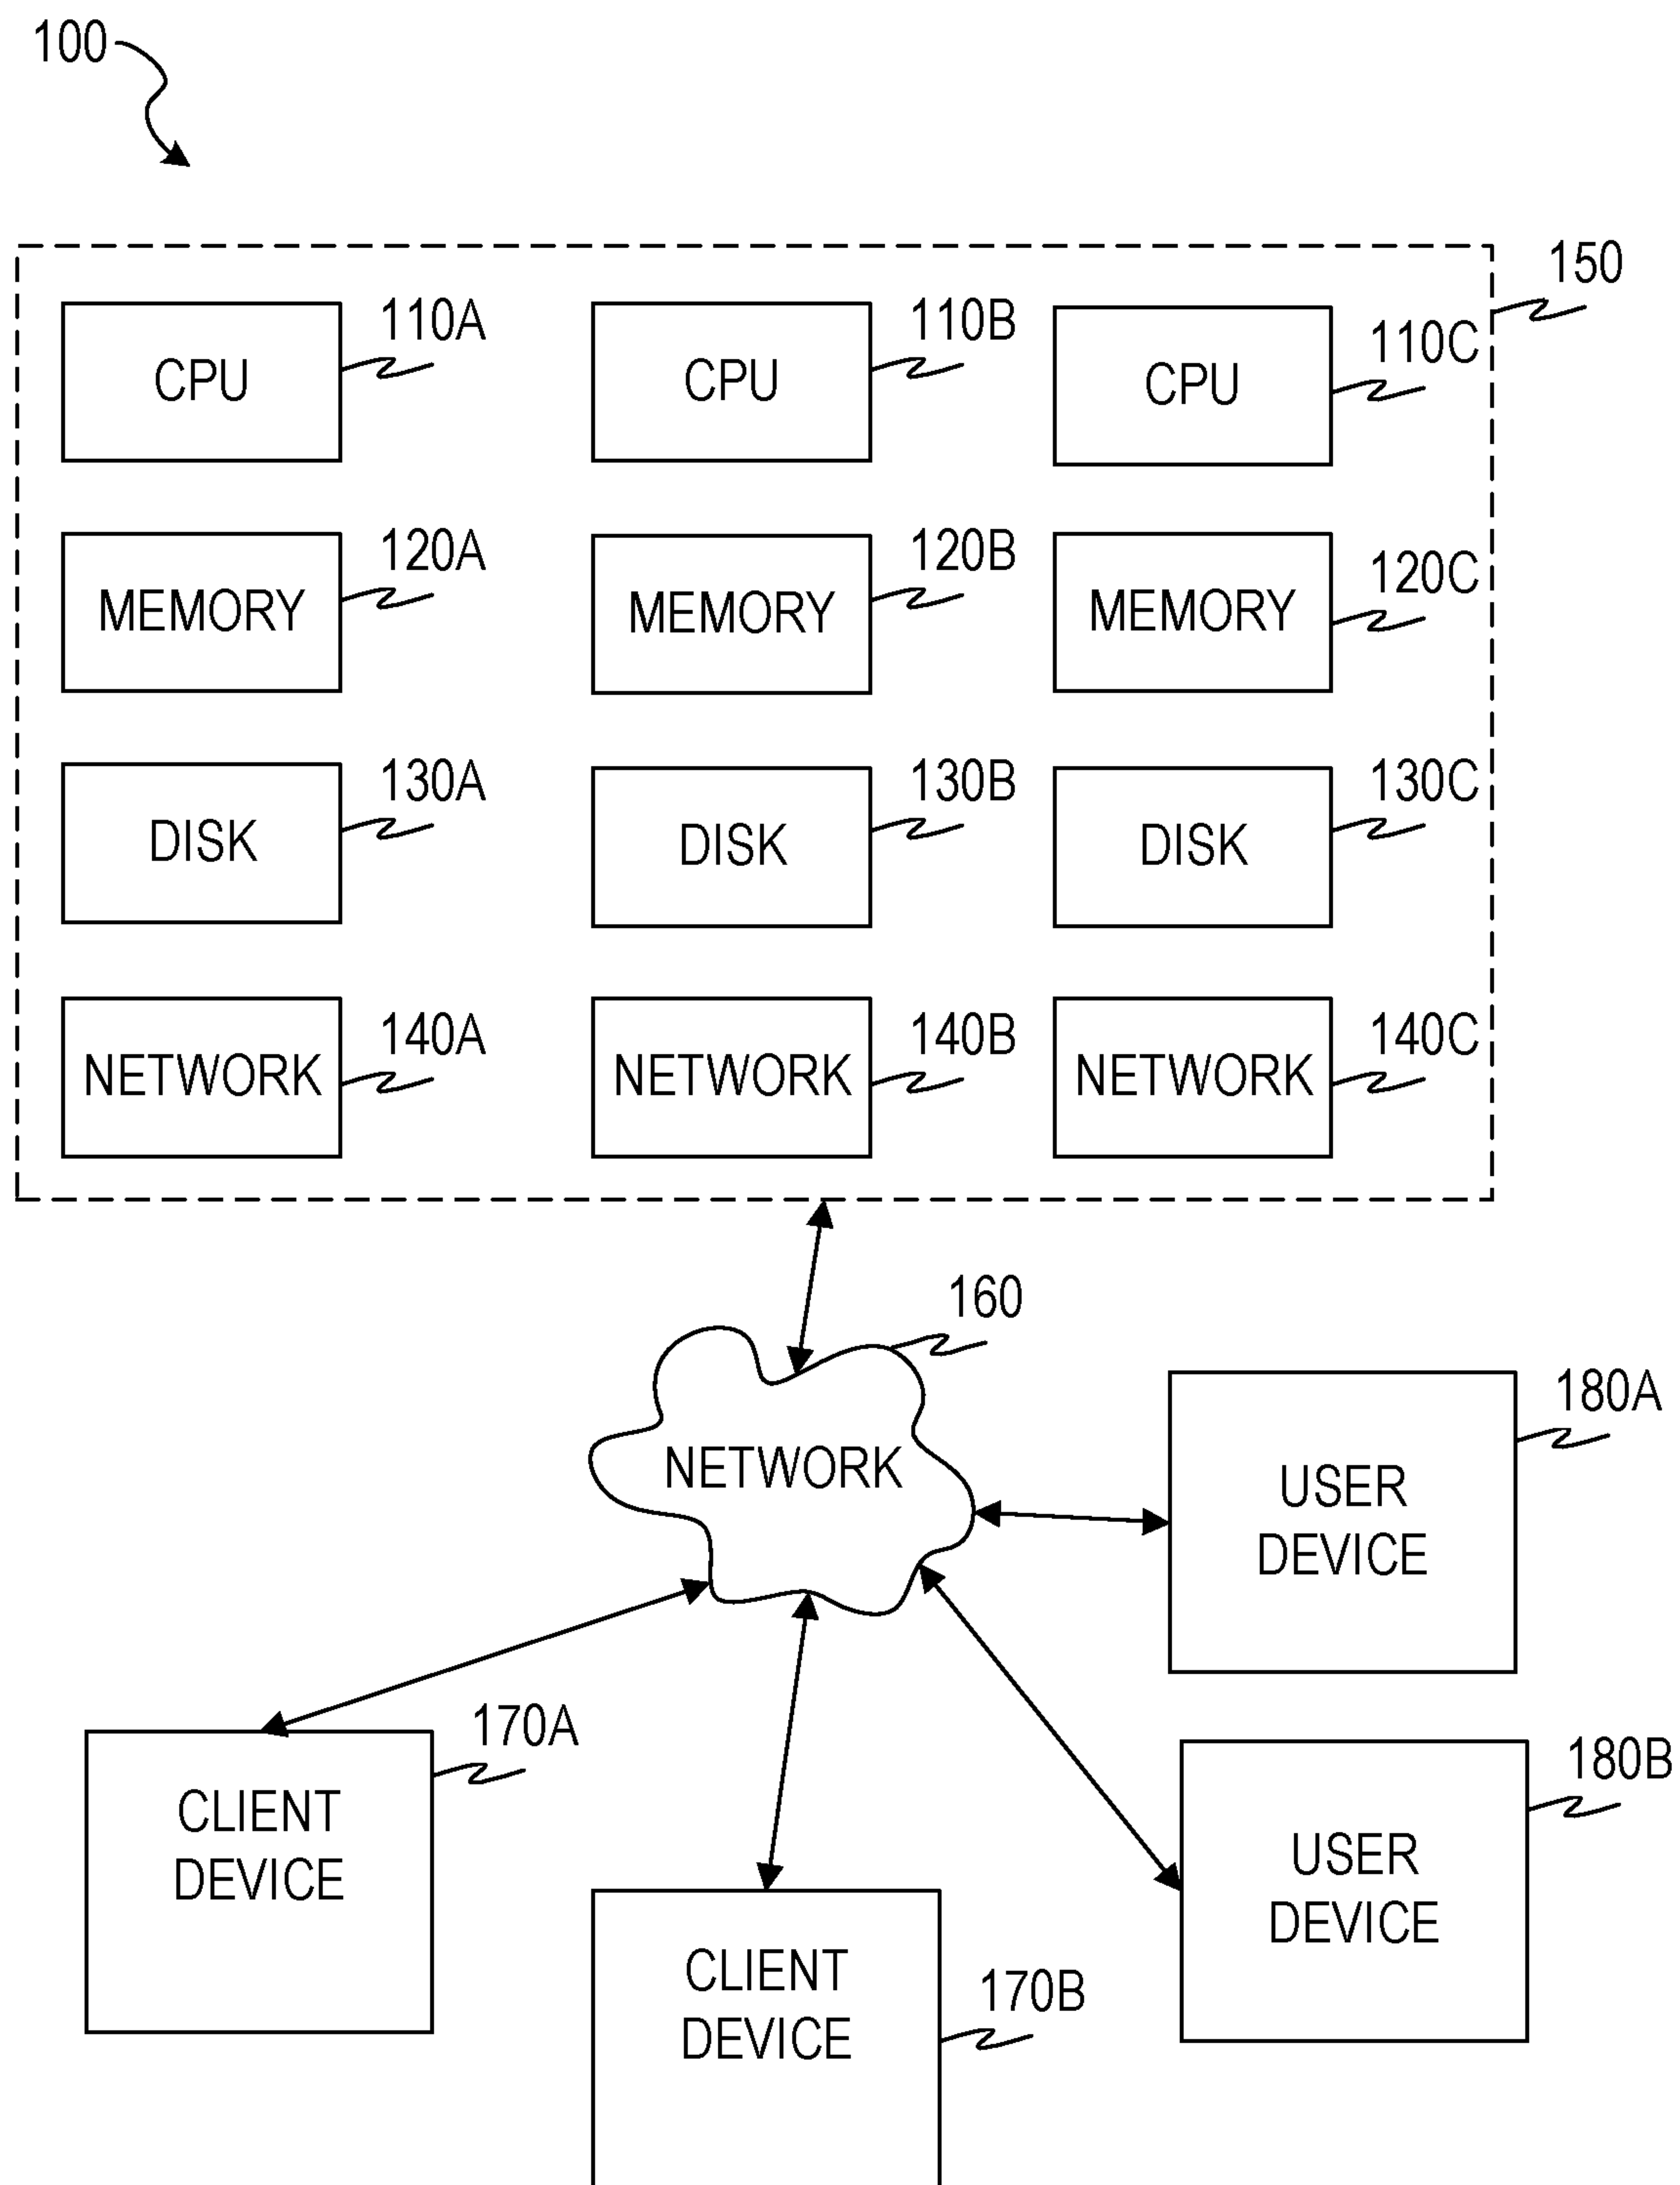 100
150
110A
110B
110C
CPU
CPU
CPU
120A
120B
120C
MEMORY
MEMORY
MEMORY
130A
130B
130C
DISK
DISK
DISK
140A
140B
140C
NETWORK
NETWORK
NETWORK
160
NETWORK
180A
USER
DEVICE
170A
CLIENT
DEVICE
180B
USER
DEVICE
170B
CLIENT
DEVICE